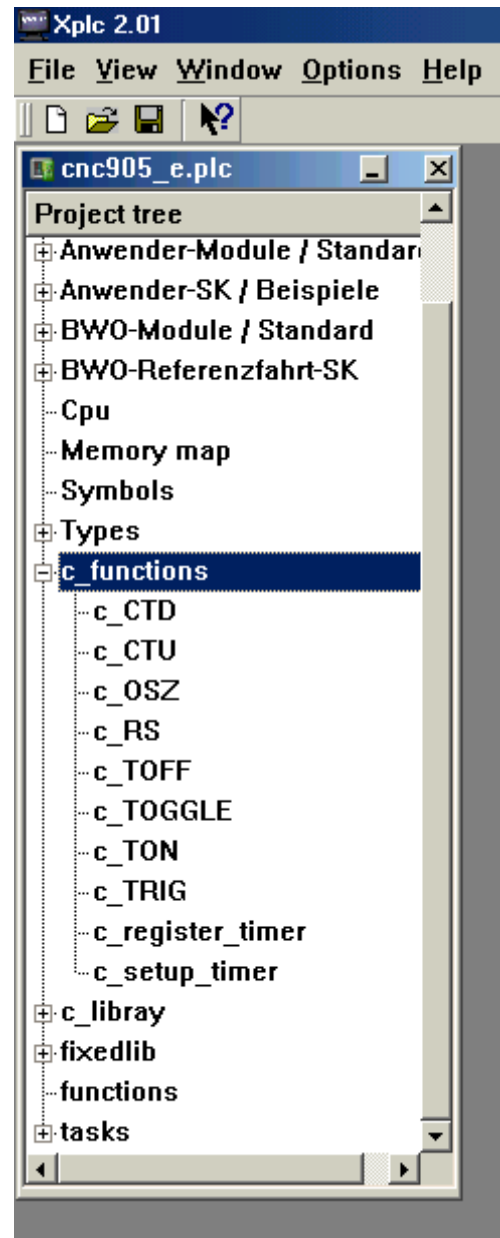 Xplc 2.01
File View Window Options Help
cnc905_e.plc
Project tree
Anwender-Module / Standar
Anwender-SK / Beispiele
BWO-Module / Standard
BWO-Referenzfahrt-SK
Cpu
Memory map
Symbols
Types
c_functions
c_CTD
c_CTU
c_OSZ
c_RS
c_TOFF
c_TOGGLE
c_TON
c_TRIG
c_register_timer
c_setup_timer
c_libray
fixedlib
functions
tasks